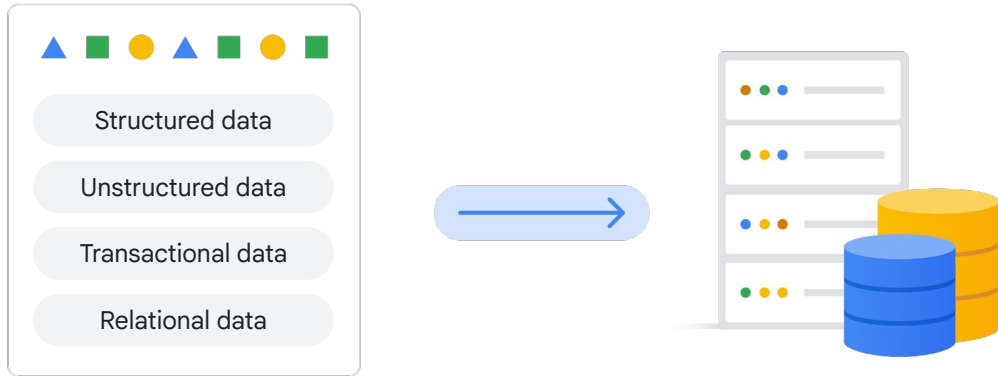 Structured data
Unstructured data
Transactional data
Relational data